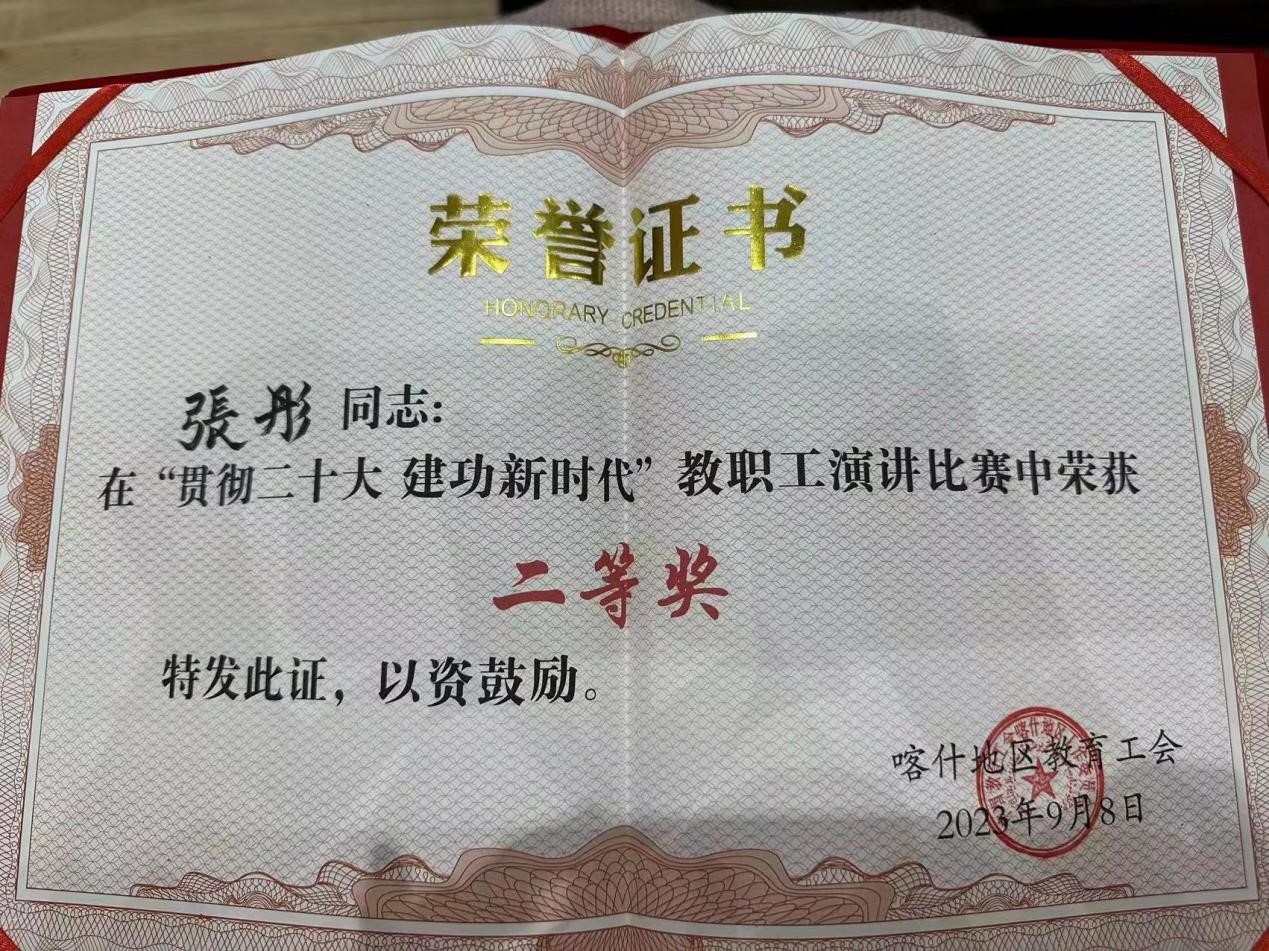 荣誉证书
HONORARY CREDENTIAL
張彤 同志:
在“贯彻二十大 建功新时代”教职工演讲比赛中荣获
二等奖
特发此证，以资鼓励。
喀什地区教育工会
2023年9月8日